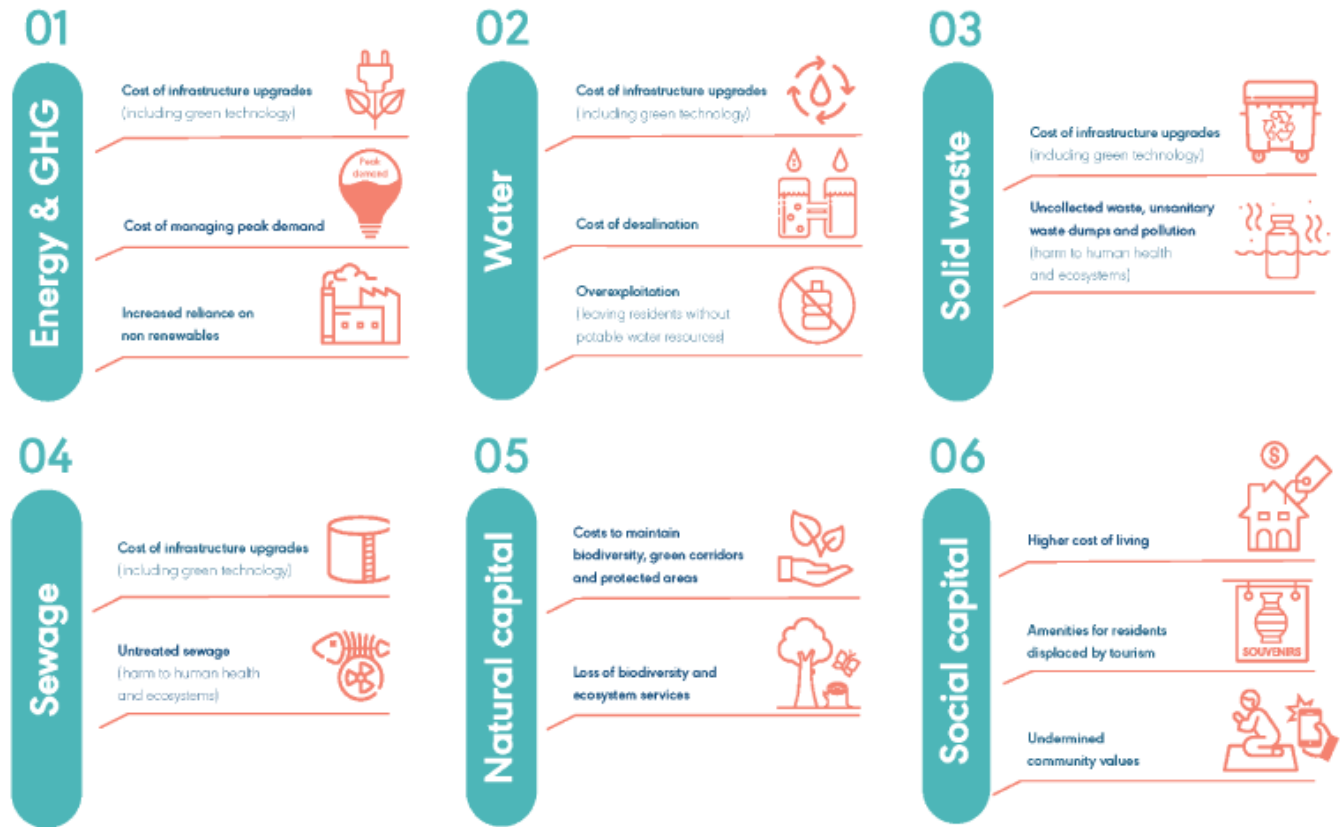 01
Energy & GHG
Cost of infrastructure upgrades
(including green technology)
Peak
demand
Cost of managing peak demand
Increased reliance on
non renewables
02
Water
Cost of infrastructure upgrades
(including green technology)
Cost of desalination
Overexploitation
(leaving residents without
potable water resources)
03
Solid waste
Cost of infrastructure upgrades
(including green technology)
Uncollected waste, unsanitary
waste dumps and pollution
(harm to human health
and ecosystems)
04
Sewage
Cost of infrastructure upgrades
(including green technology)
Untreated sewage
(harm to human health
and ecosystems)
05
Natural capital
Costs to maintain
biodiversity, green corridors
and protected areas
Loss of biodiversity and
ecosystem services
06
Social capital
$
Higher cost of living
Amenities for residents
displaced by tourism
SOUVENIRS
Undermined
community values